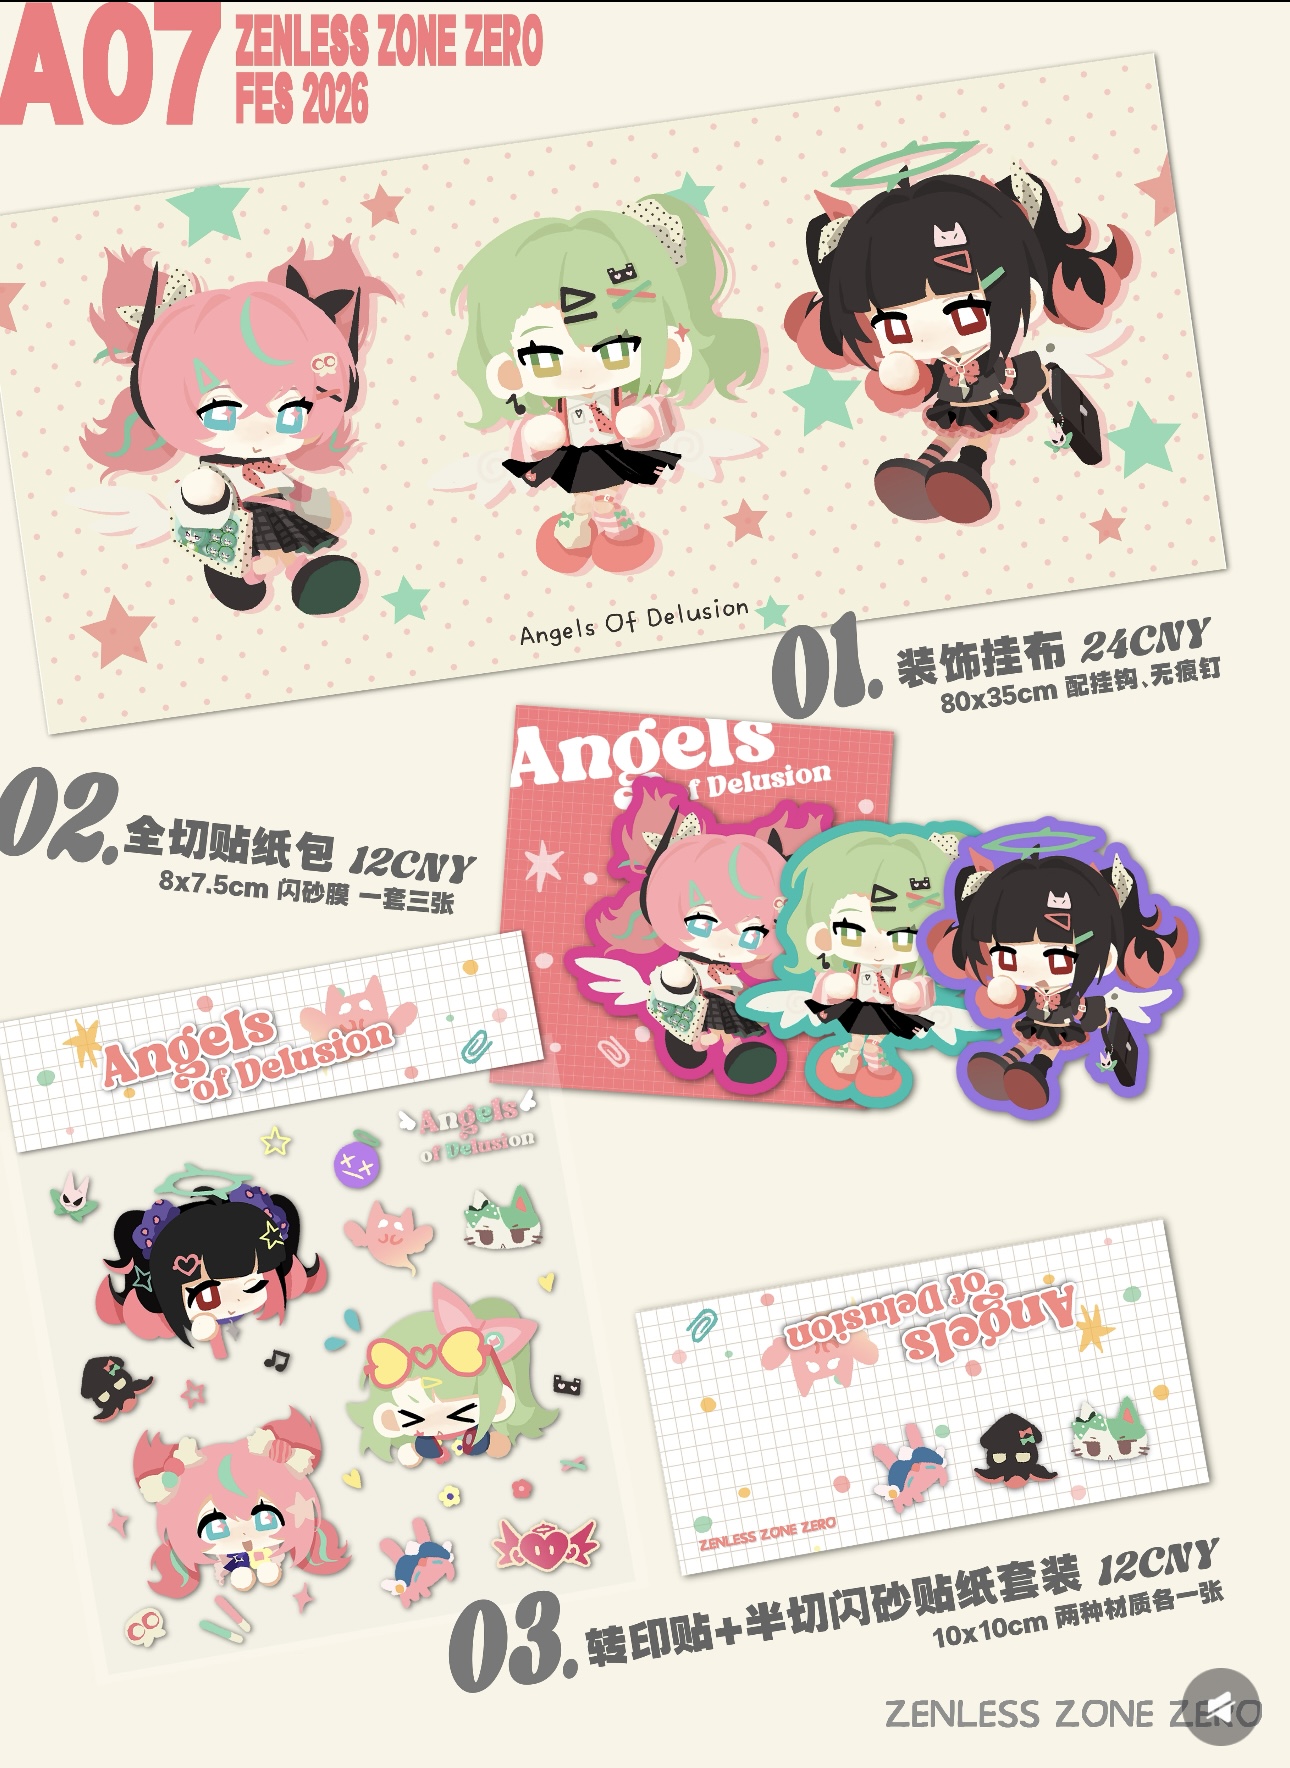 A07
ZENLESS ZONE ZERO
FES 2026
Angels Of Delusion
01. 装饰挂布 24CNY
80x35cm 配挂钩、无痕钉
Angels
of Delusion
02. 全切贴纸包 12CNY
8x7.5cm 闪砂膜 一套三张
Angels
of Delusion
Angels
of Delusion
Angels
of Delusion
ZENLESS ZONE ZERO
03. 转印贴+半切闪砂贴纸套装 12CNY
10x10cm 两种材质各一张
ZENLESS ZONE ZERO